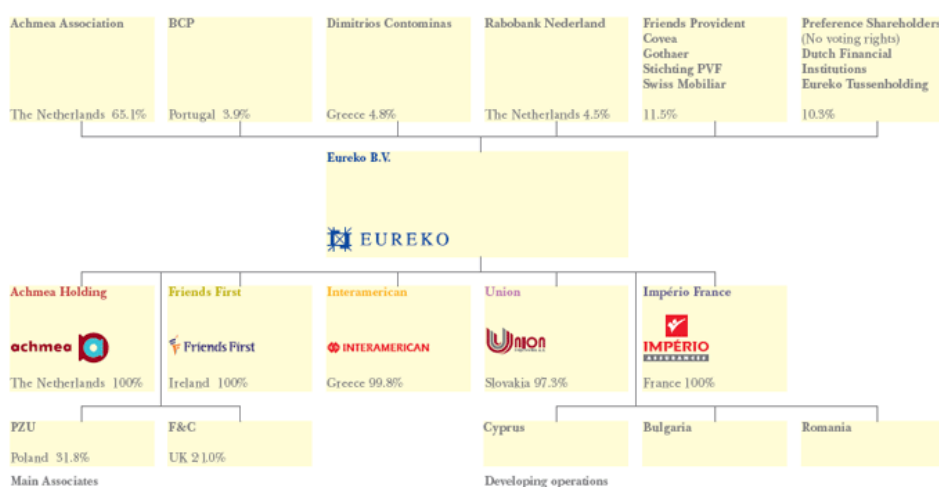 Achmea Association
The Netherlands 65.1%
BCP
Portugal 3.9%
Dimitrios Contominas
Greece 4.8%
Rabobank Nederland
The Netherlands 4.5%
Friends Provident
Covea
Gothaer
Stichting PVF
Swiss Mobiliar
11.5%
Preference Shareholders
(No voting rights)
Dutch Financial
Institutions
Eureko Tussenholding
10.3%
Eureko B.V.
EUREKO
Achmea Holding
achmea
The Netherlands 100%
Friends First
Friends First
Ireland 100%
Interamerican
INTERAMERICAN
Greece 99.8%
Union
Union
Slovakia 97.3%
Império France
IMPÉRIO
ASSURANCES
France 100%
PZU
Poland 31.8%
F&C
UK 21.0%
Cyprus
Bulgaria
Romania
Main Associates
Developing operations